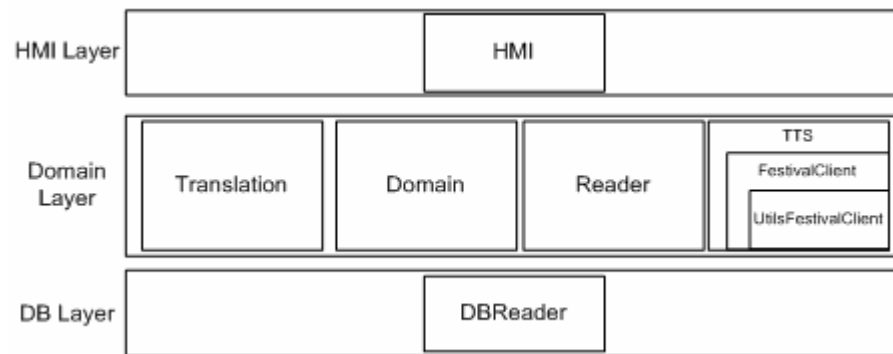 HMI Layer
HMI
Domain
Layer
Translation
Domain
Reader
TTS
FestivalClient
UtilsFestivalClient
DB Layer
DBReader